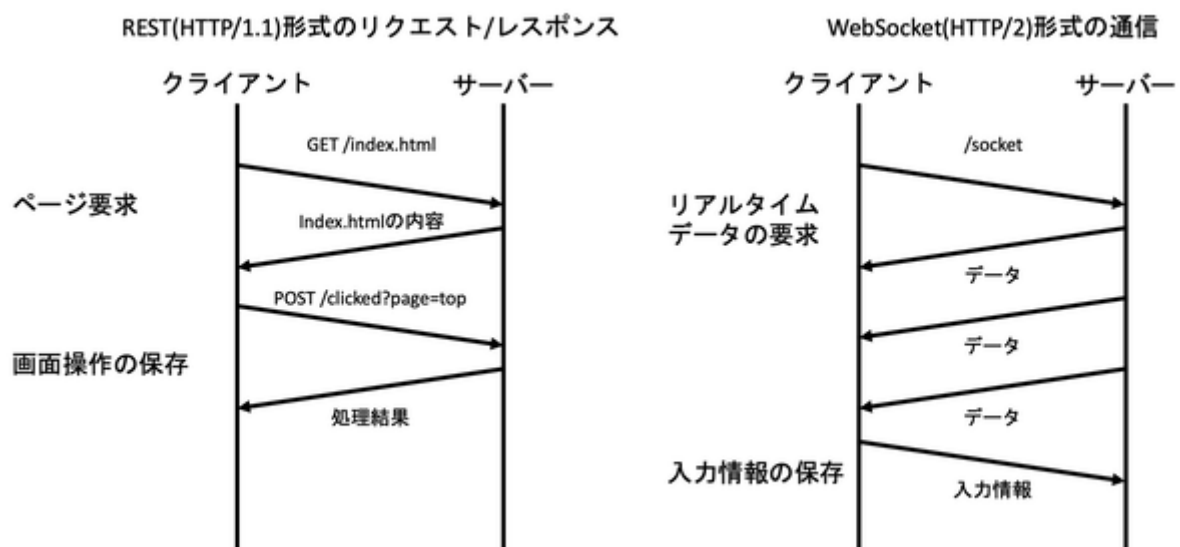 REST(HTTP/1.1)形式のリクエスト/レスポンス
クライアント
サーバー
GET /index.html
ページ要求
Index.htmlの内容
POST /clicked?page=top
画面操作の保存
処理結果
WebSocket(HTTP/2)形式の通信
クライアント
サーバー
/socket
リアルタイム
データの要求
データ
データ
データ
入力情報の保存
入力情報